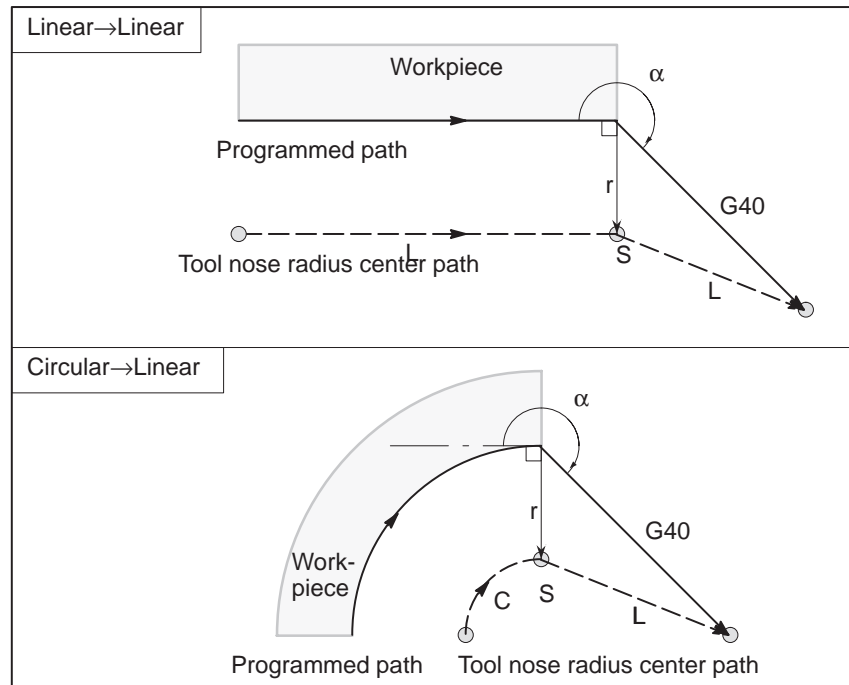 Linear→Linear
Workpiece
α
Programmed path
r
G40
L
Tool nose radius center path
S
L
Circular→Linear
α
r
G40
Work-
piece
C
S
L
Programmed path
Tool nose radius center path